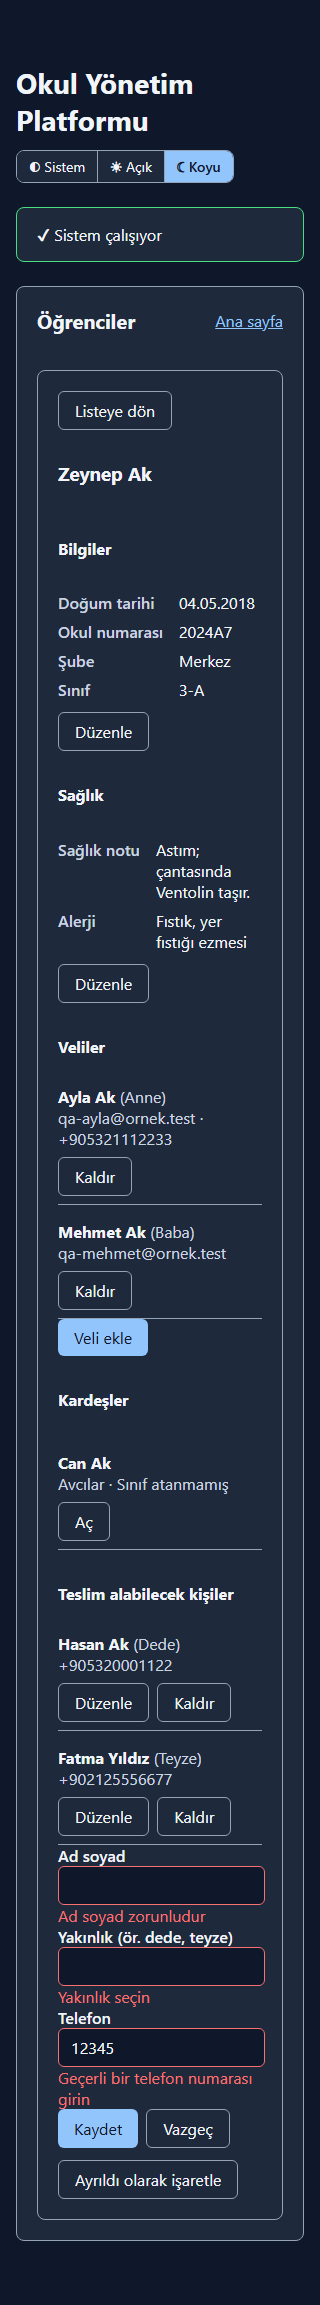 Okul Yönetim
Platformu
◐ Sistem
☀ Açık
☾ Koyu
✓ Sistem çalışıyor
Öğrenciler
Ana sayfa
Listeye dön
Zeynep Ak
Bilgiler
Doğum tarihi 04.05.2018
Okul numarası 2024A7
Şube Merkez
Sınıf 3-A
Düzenle
Sağlık
Sağlık notu Astım;
çantasında
Ventolin taşır.
Alerji Fıstık, yer
fıstığı ezmesi
Düzenle
Veliler
Ayla Ak (Anne)
qa-ayla@ornek.test ·
+905321112233
Kaldır
Mehmet Ak (Baba)
qa-mehmet@ornek.test
Kaldır
Veli ekle
Kardeşler
Can Ak
Avcılar · Sınıf atanmamış
Aç
Teslim alabilecek kişiler
Hasan Ak (Dede)
+905320001122
Düzenle Kaldır
Fatma Yıldız (Teyze)
+902125556677
Düzenle Kaldır
Ad soyad
Ad soyad zorunludur
Yakınlık (ör. dede, teyze)
Yakınlık seçin
Telefon
12345
Geçerli bir telefon numarası
girin
Kaydet Vazgeç
Ayrıldı olarak işaretle